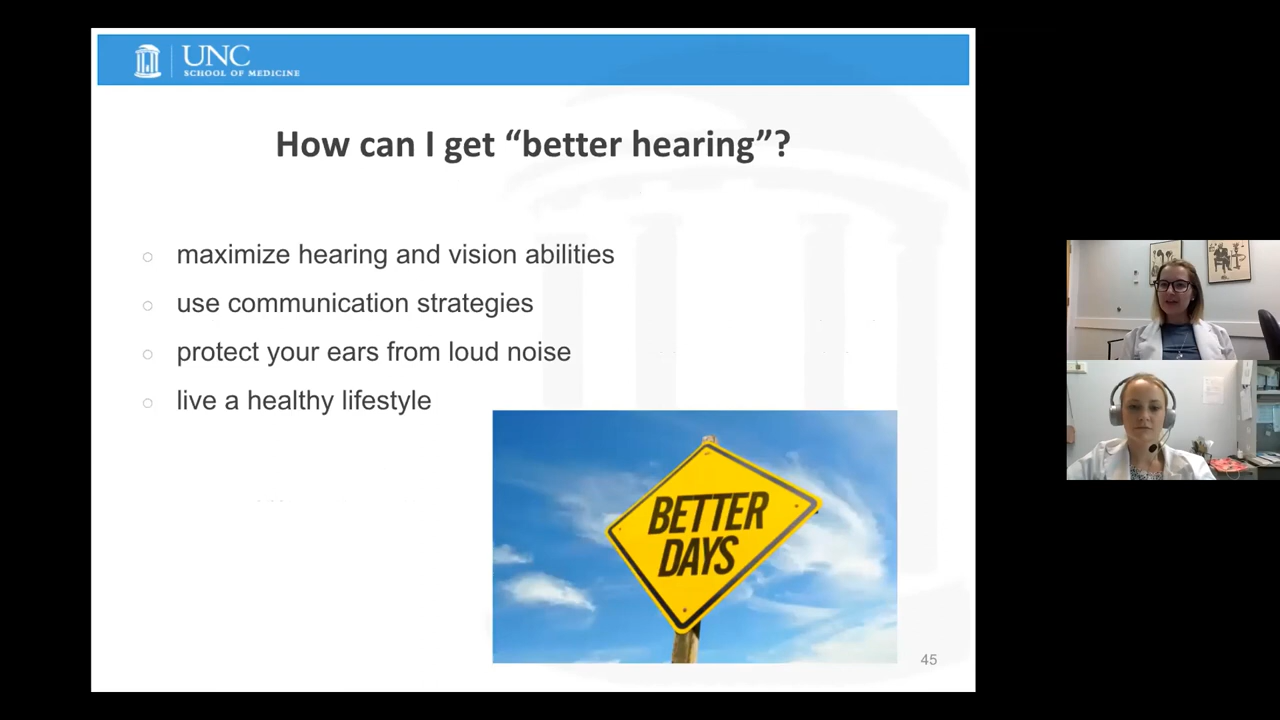 UNC
SCHOOL OF MEDICINE
How can I get “better hearing”?
maximize hearing and vision abilities
use communication strategies
protect your ears from loud noise
live a healthy lifestyle
BETTER
DAYS
45